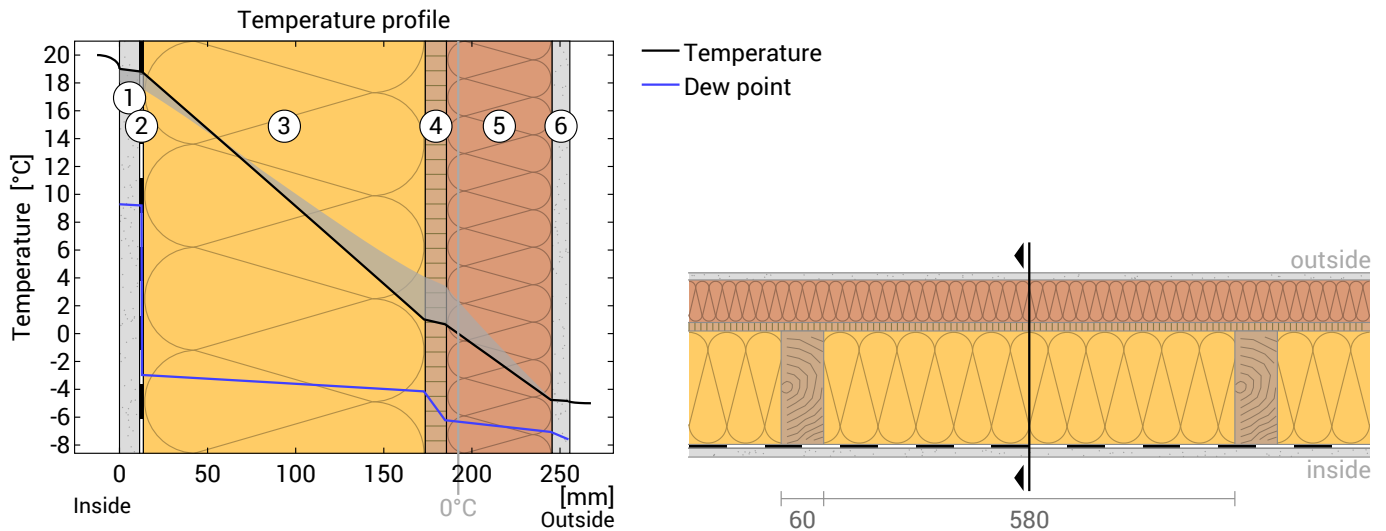 Temperature profile
Temperature [°C]
20
18
16
14
12
10
8
6
4
2
0
-2
-4
-6
-8
1
2
3
4
5
6
0
50
100
150
200
250
[mm]
Inside
0°C
Outside
Temperature
Dew point
outside
inside
60
580